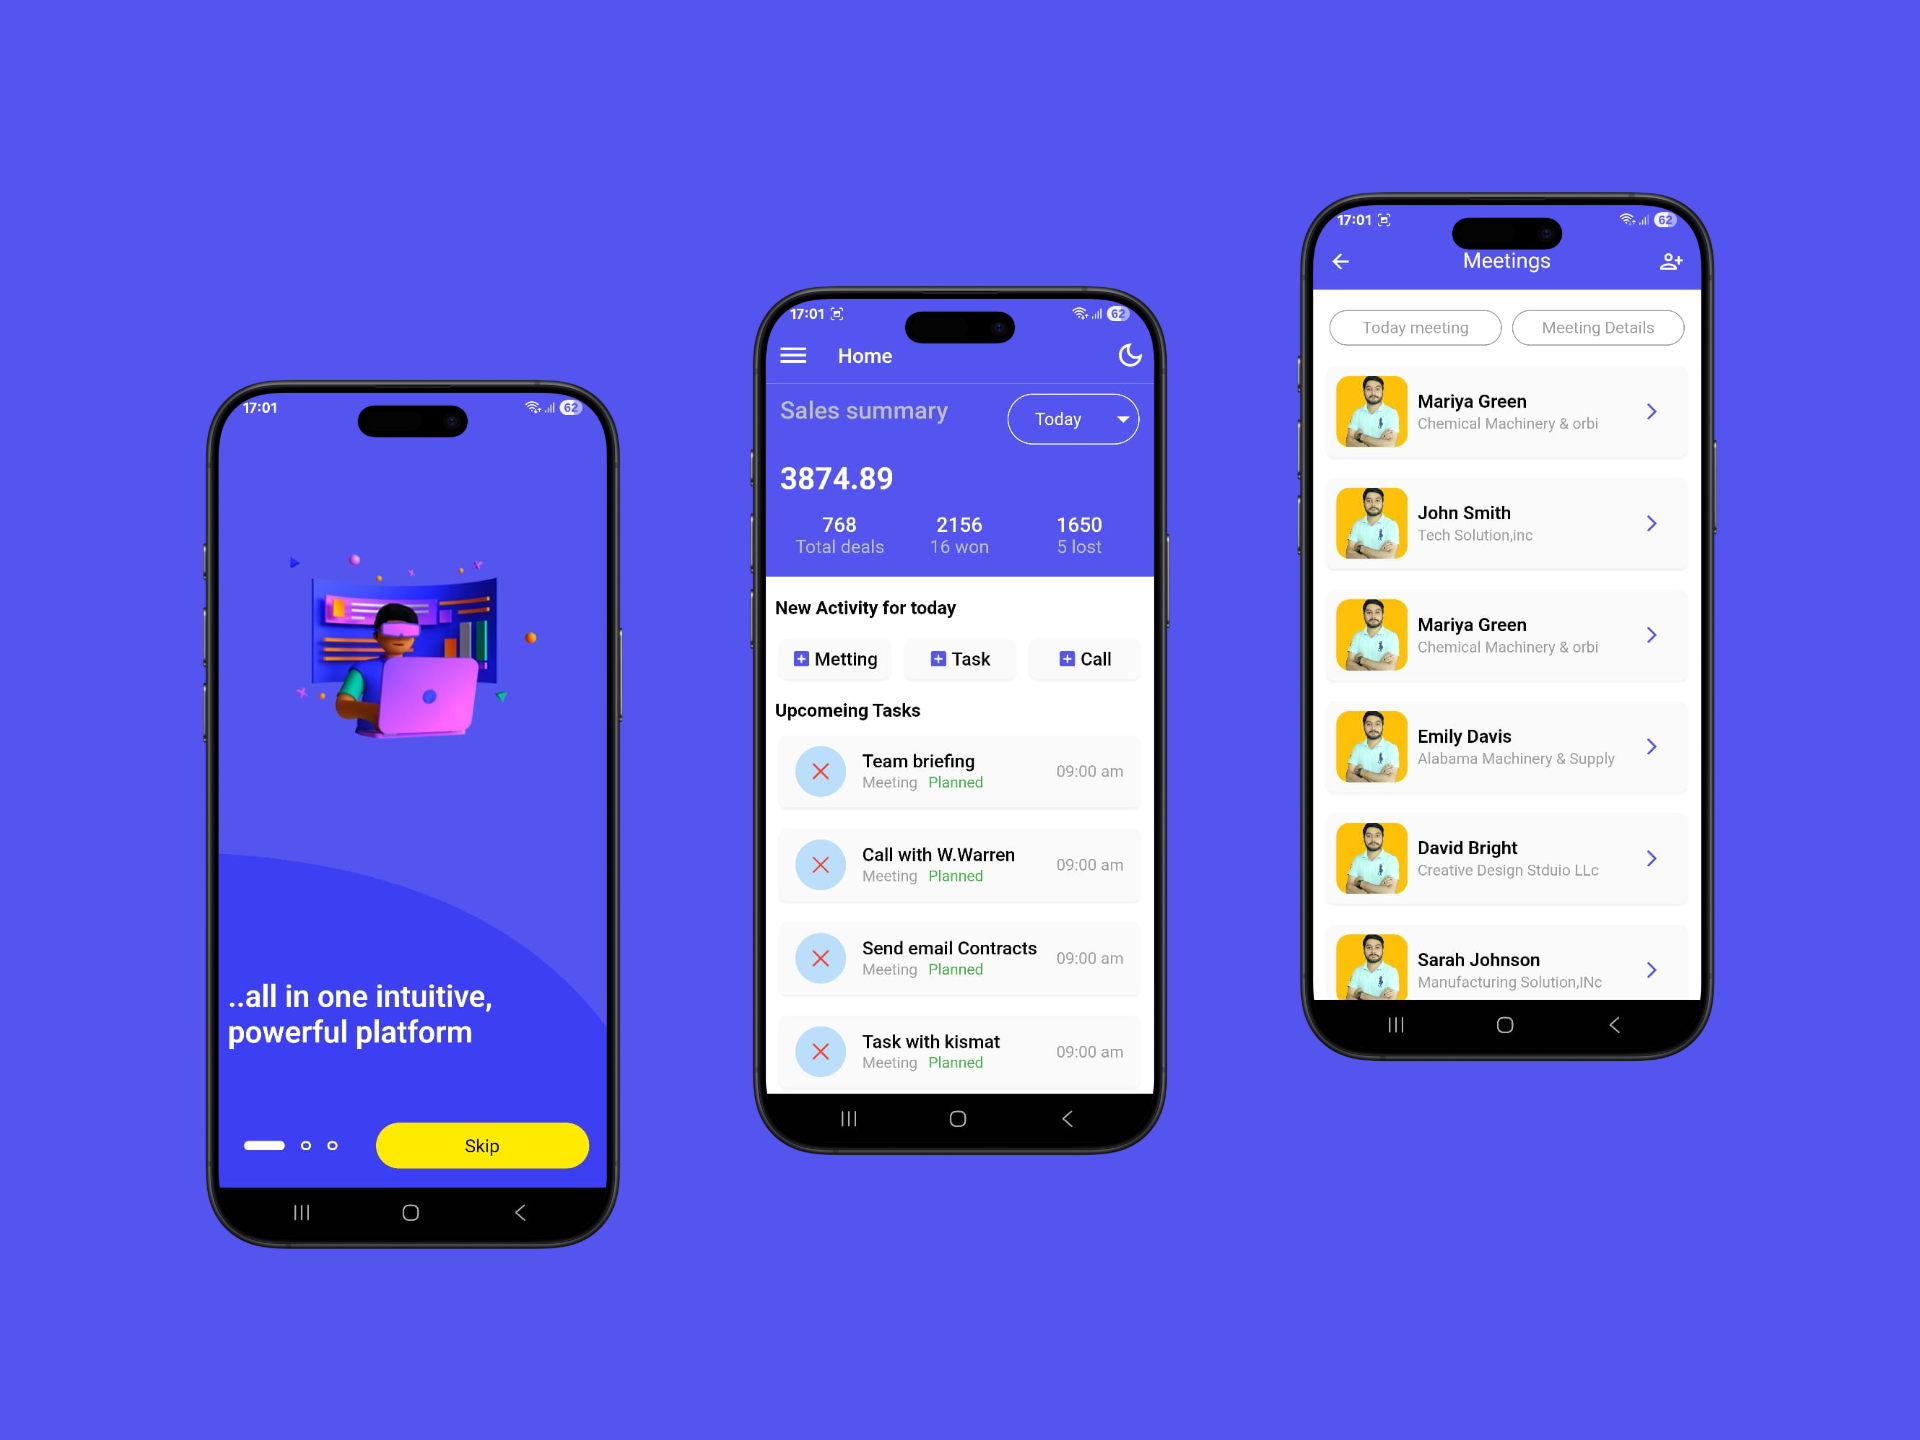 17:01
62
..all in one intuitive,
powerful platform
Skip
17:01
62
Home
Sales summary
Today
3874.89
768
2156
1650
Total deals
16 won
5 lost
New Activity for today
Metting
Task
Call
Upcomeing Tasks
Team briefing
Meeting Planned
09:00 am
Call with W.Warren
Meeting Planned
09:00 am
Send email Contracts
Meeting Planned
09:00 am
Task with kismat
Meeting Planned
09:00 am
17:01
62
Meetings
Today meeting
Meeting Details
Mariya Green
Chemical Machinery & orbi
John Smith
Tech Solution,inc
Mariya Green
Chemical Machinery & orbi
Emily Davis
Alabama Machinery & Supply
David Bright
Creative Design Stduio LLc
Sarah Johnson
Manufacturing Solution,INc